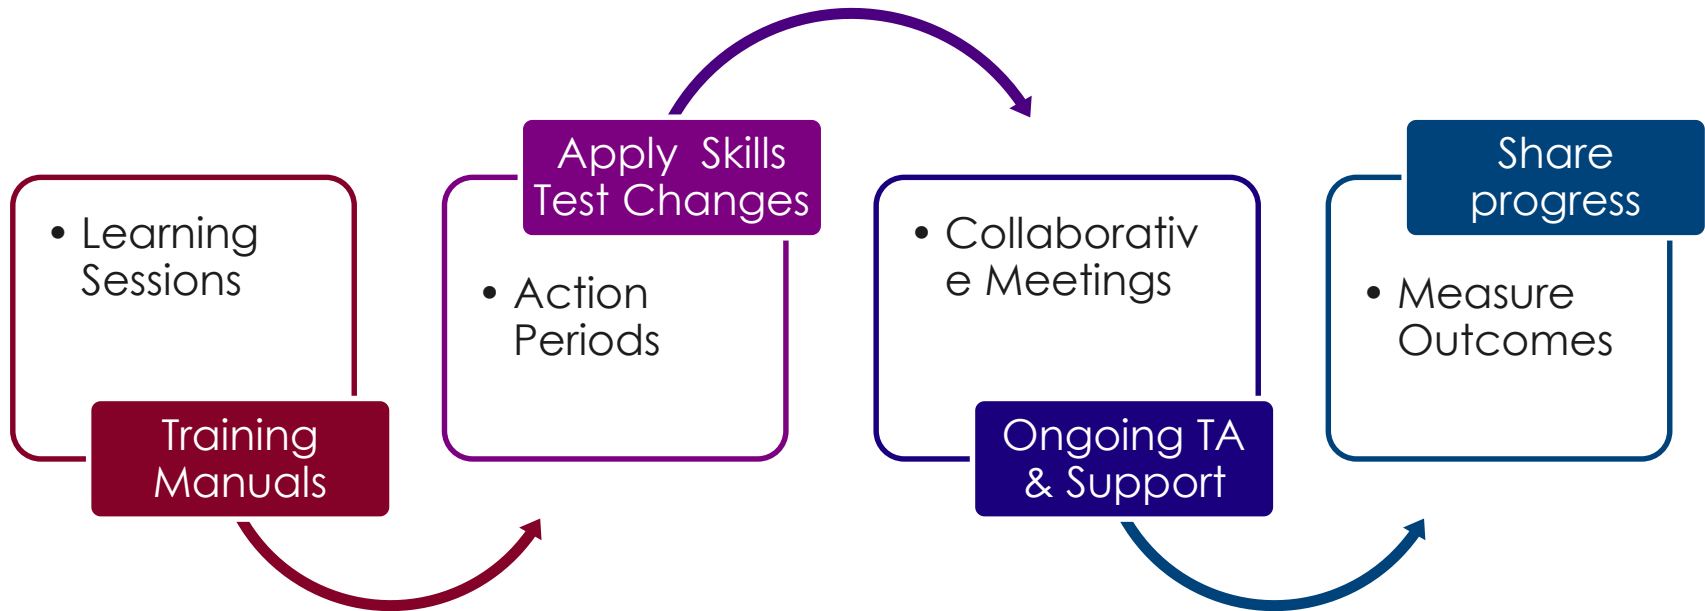 • Learning
Sessions
Training
Manuals
Apply  Skills
Test Changes
• Action
Periods
• Collaborativ
e Meetings
Ongoing TA
& Support
Share
progress
• Measure
Outcomes